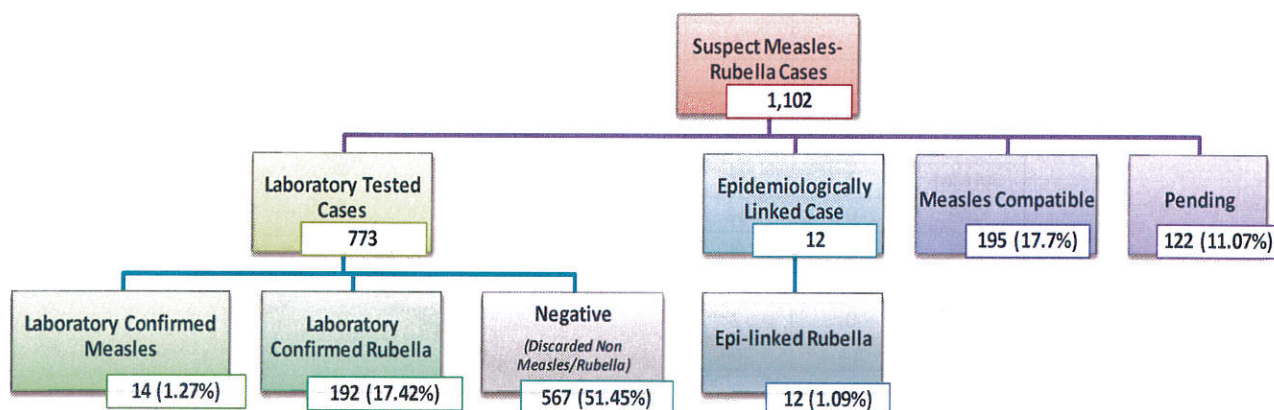 Suspect Measles-
Rubella Cases
1,102
Laboratory Tested
Cases
773
Epidemiologically
Linked Case
12
Measles Compatible
195 (17.7%)
Pending
122 (11.07%)
Laboratory Confirmed
Measles
14 (1.27%)
Laboratory
Confirmed Rubella
192 (17.42%)
Negative
(Discarded Non
Measles/Rubella)
567 (51.45%)
Epi-linked Rubella
12 (1.09%)